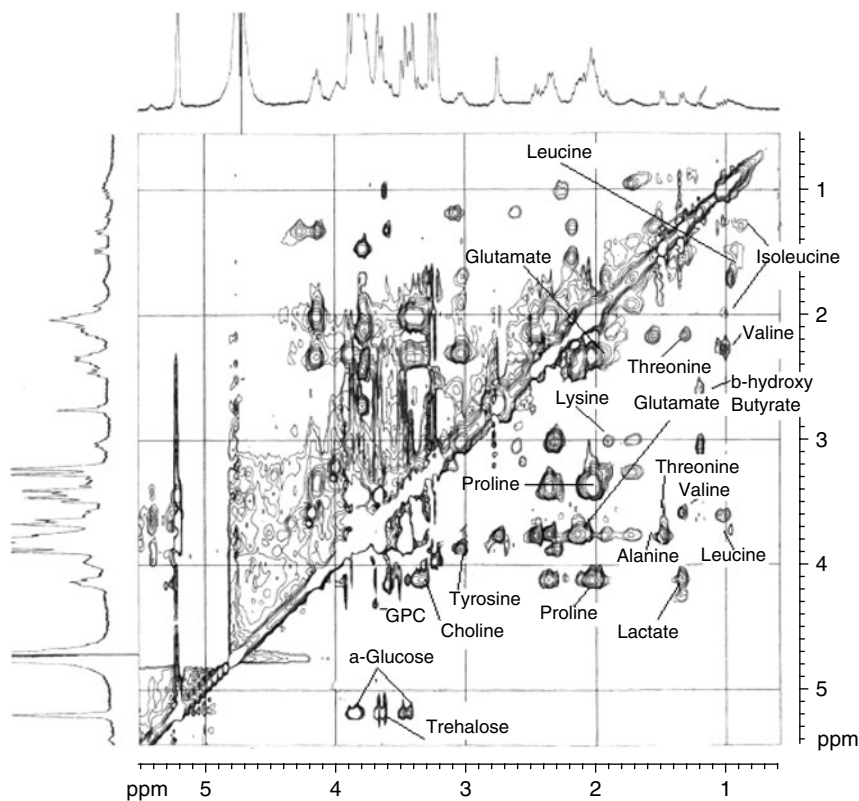 Leucine
1
Glutamate
Isoleucine
2
Valine
Threonine
b-hydroxy
Butyrate
Lysine
Glutamate
3
Threonine
Valine
Proline
Alanine
Leucine
4
Tyrosine
GPC
Proline
Choline
Lactate
a-Glucose
5
Trehalose
ppm
ppm 5 4 3 2 1